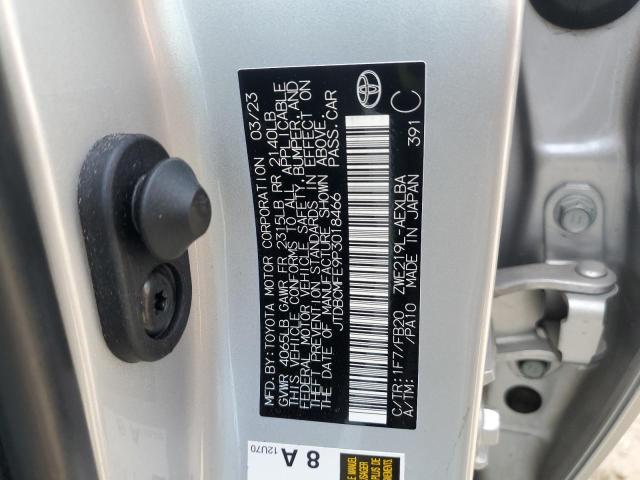 MFD. BY: TOYOTA MOTOR CORPORATION 03/23
GVWR 4065LB GAWR FR 2315LB RR 2140LB
THIS VEHICLE CONFORMS TO ALL APPLICABLE
FEDERAL MOTOR VEHICLE SAFETY, BUMPER, AND
THEFT PREVENTION STANDARDS IN EFFECT ON
THE DATE OF MANUFACTURE SHOWN ABOVE.
JTDBCMFE9P3018466 PASS.CAR
C/TR:1F7/FB20 ZWE219L-AEXLBA 391 C
A/TM: /PA10 MADE IN JAPAN
8 A
12U70